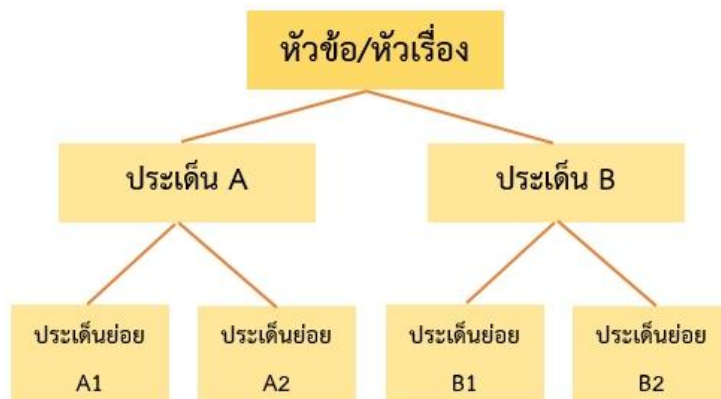 หัวข้อ/หัวเรื่อง
ประเด็น A
ประเด็น B
ประเด็นย่อย
A1
ประเด็นย่อย
A2
ประเด็นย่อย
B1
ประเด็นย่อย
B2